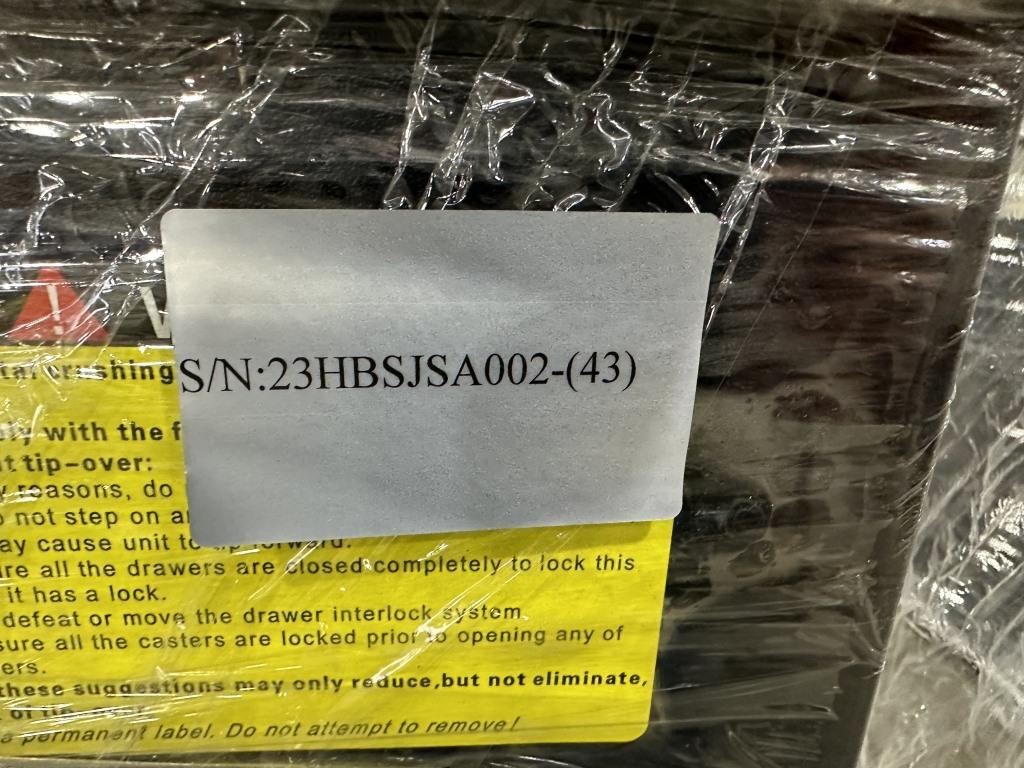 !
S/N:23HBSJSA002-(43)
crushing
with the f
tip-over:
reasons, do
not step on a
ay cause unit to tip forward.
re all the drawers are closed completely to lock this
it has a lock.
defeat or move the drawer interlock system.
sure all the casters are locked prior to opening any of
ers.
these suggestions may only reduce,but not eliminate,
a permanent label. Do not attempt to remove!